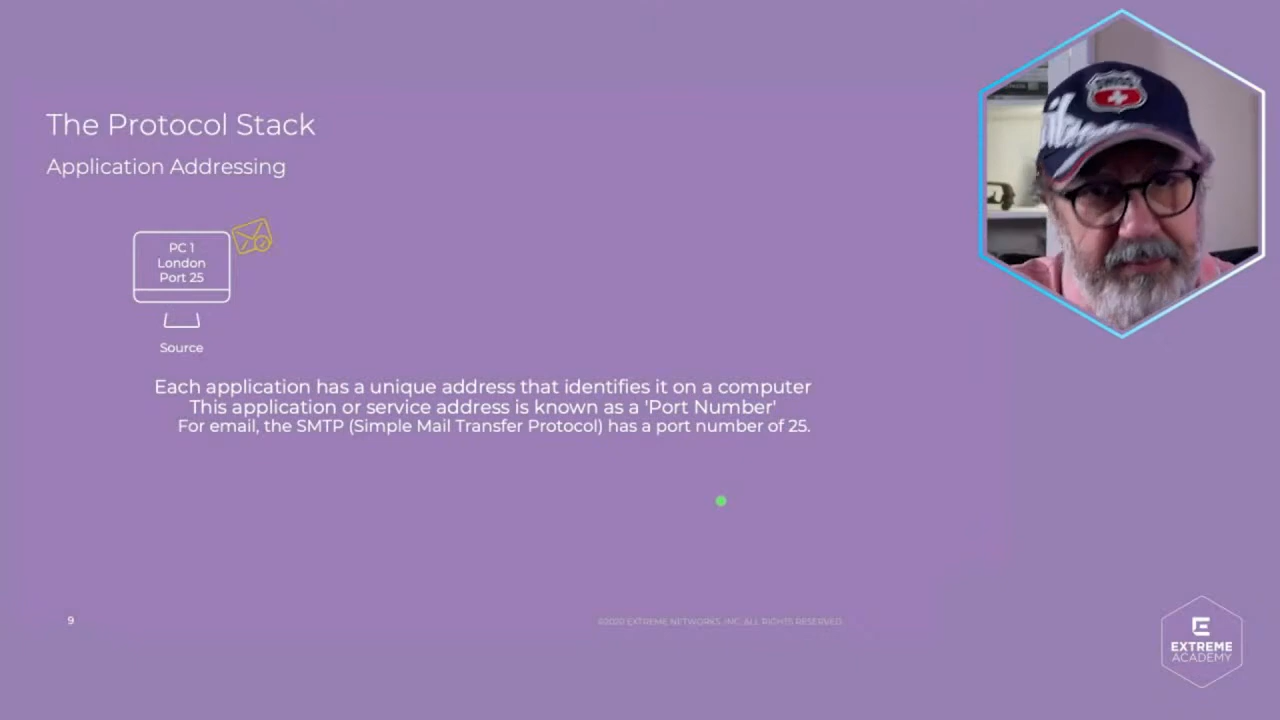 The Protocol Stack
Application Addressing
PC 1
London
Port 25
Source
Each application has a unique address that identifies it on a computer
This application or service address is known as a 'Port Number'
For email, the SMTP (Simple Mail Transfer Protocol) has a port number of 25.
9
©2020 EXTREME NETWORKS, INC. ALL RIGHTS RESERVED.
E
EXTREME
ACADEMY